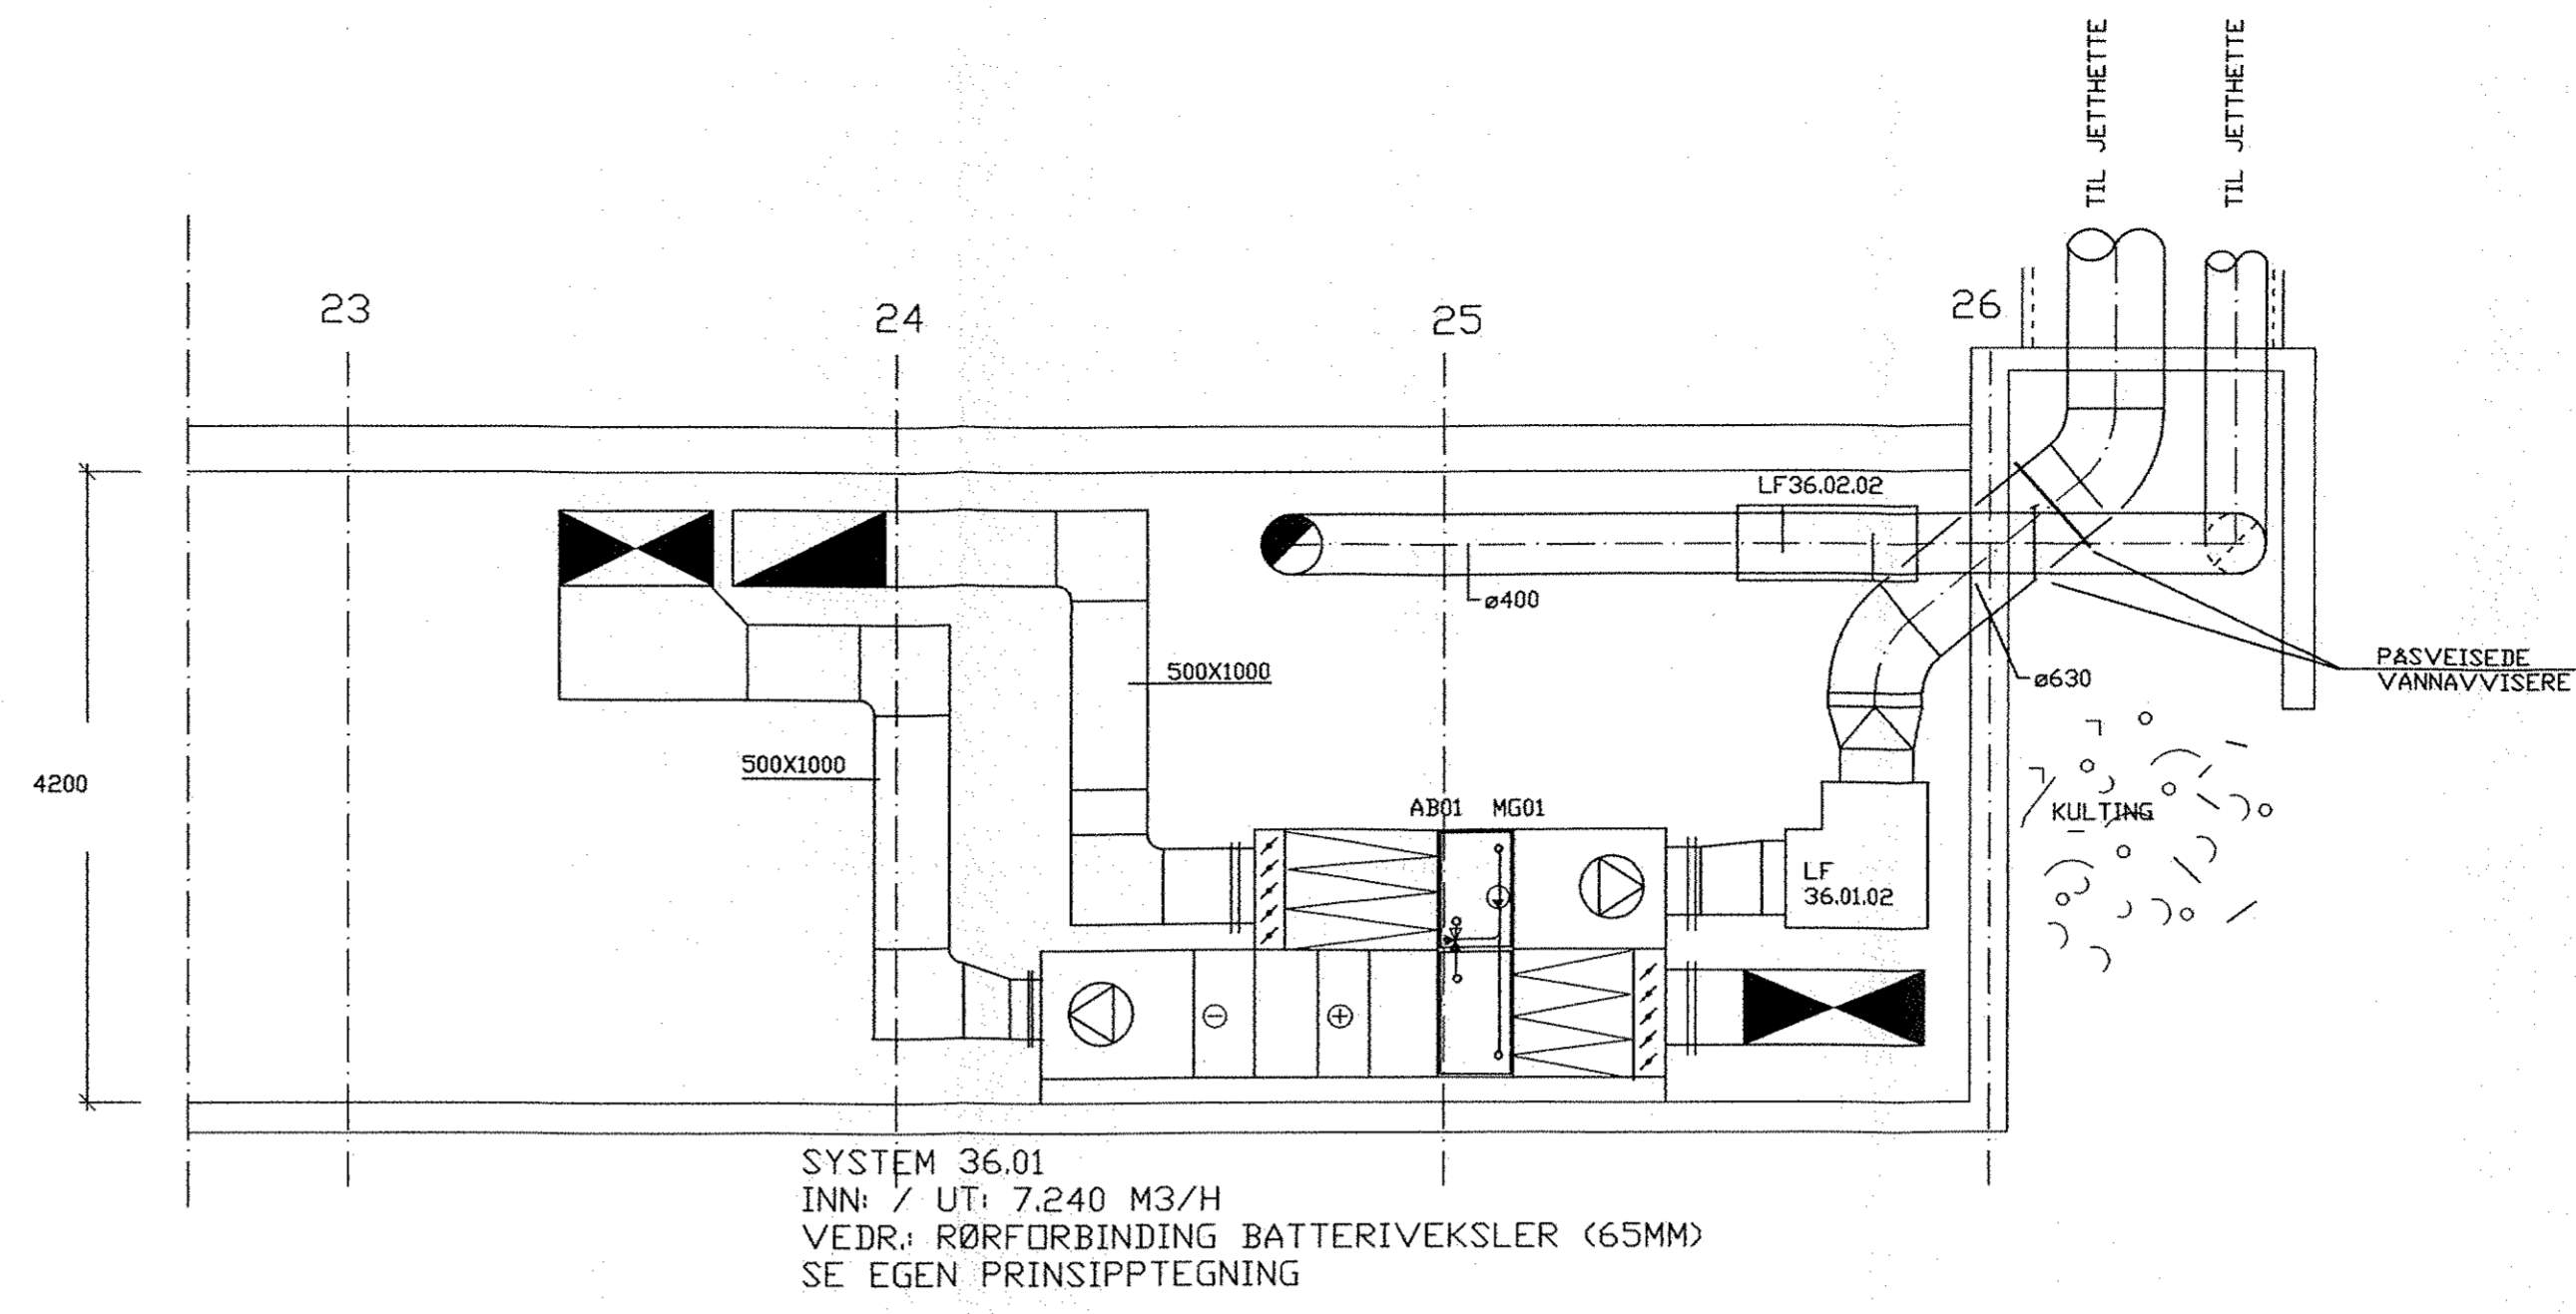 TIL JETTHETTE
TIL JETTHETTE
23
24
25
26
LF36.02.02
ø400
500X1000
PÅSVEISEDE
VANNAVVISERE
ø630
500X1000
4200
AB01 MG01
KULTING
LF
36.01.02
SYSTEM 36.01
INN: / UT: 7.240 M3/H
VEDR.: RØRFORBINDING BATTERIVEKSLER (65MM)
SE EGEN PRINSIPPTEGNING